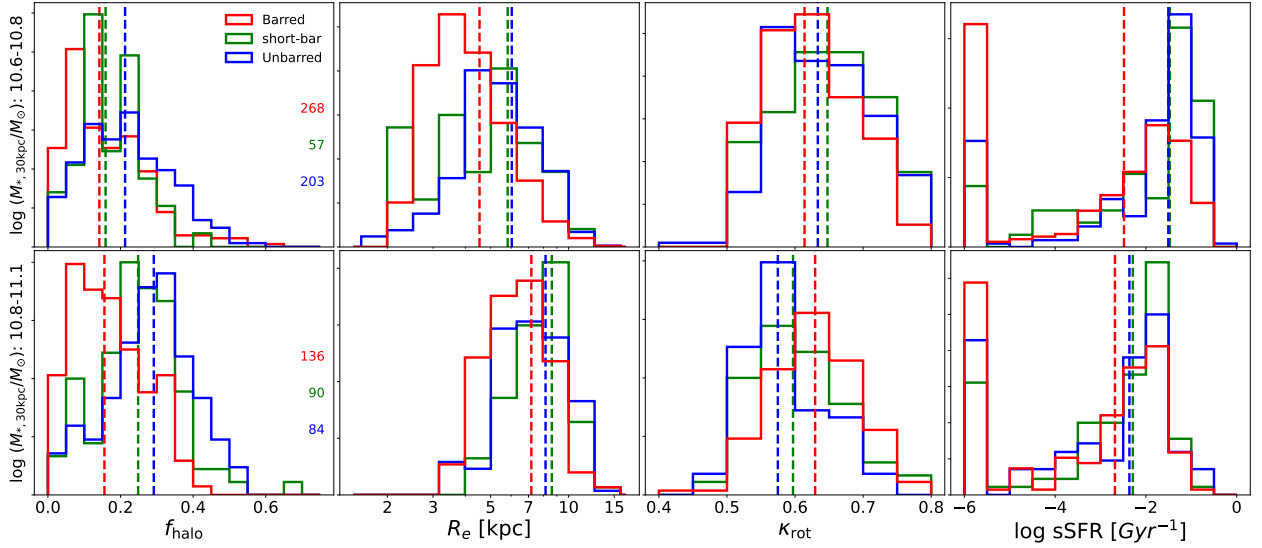 log (M*,30kpc/M⊙): 10.6-10.8
Barred
short-bar
Unbarred
268
57
203
log (M*,30kpc/M⊙): 10.8-11.1
136
90
84
0.0 0.2 0.4 0.6
f_halo
2 3 5 7 10 15
R_e [kpc]
0.4 0.5 0.6 0.7 0.8
κ_rot
−6 −4 −2 0
log sSFR [Gyr⁻¹]